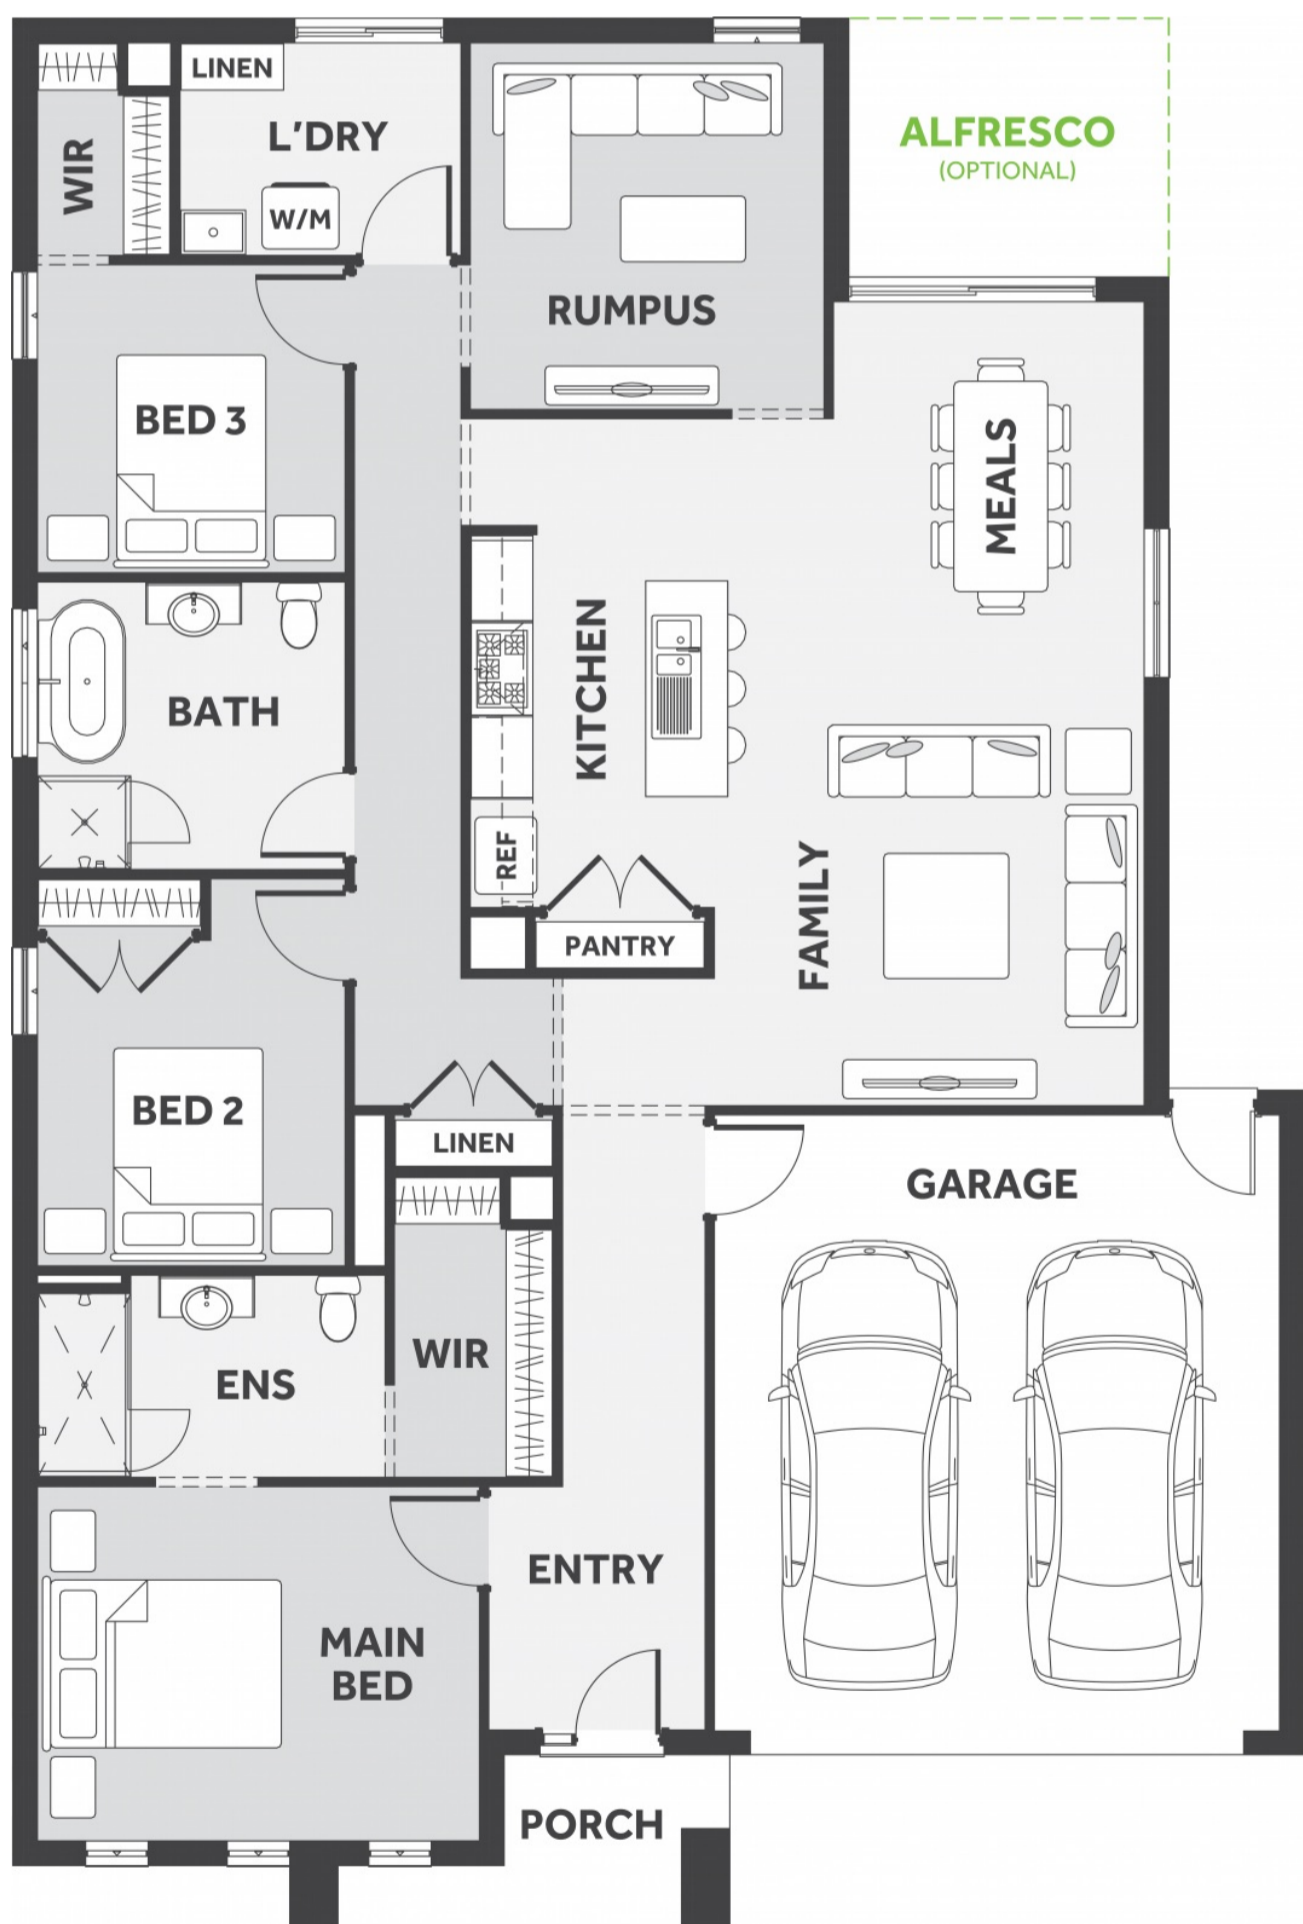 LINEN
L'DRY
WIR
W/M
ALFRESCO
(OPTIONAL)
RUMPUS
BED 3
MEALS
KITCHEN
BATH
REF
FAMILY
PANTRY
BED 2
LINEN
GARAGE
WIR
ENS
ENTRY
MAIN
BED
PORCH